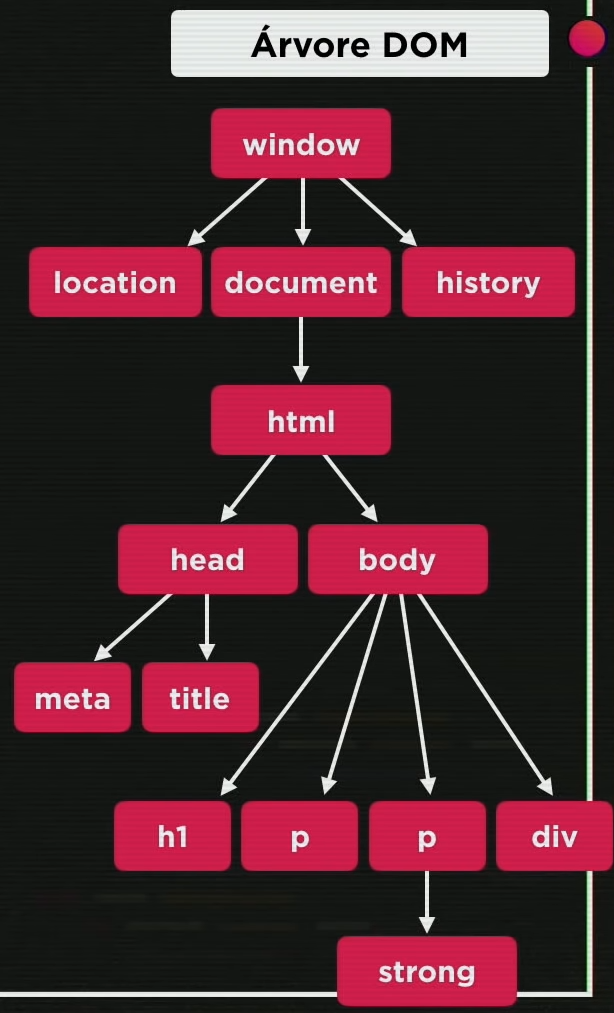 Árvore DOM
window
location
document
history
html
head
body
meta
title
h1
p
p
div
strong